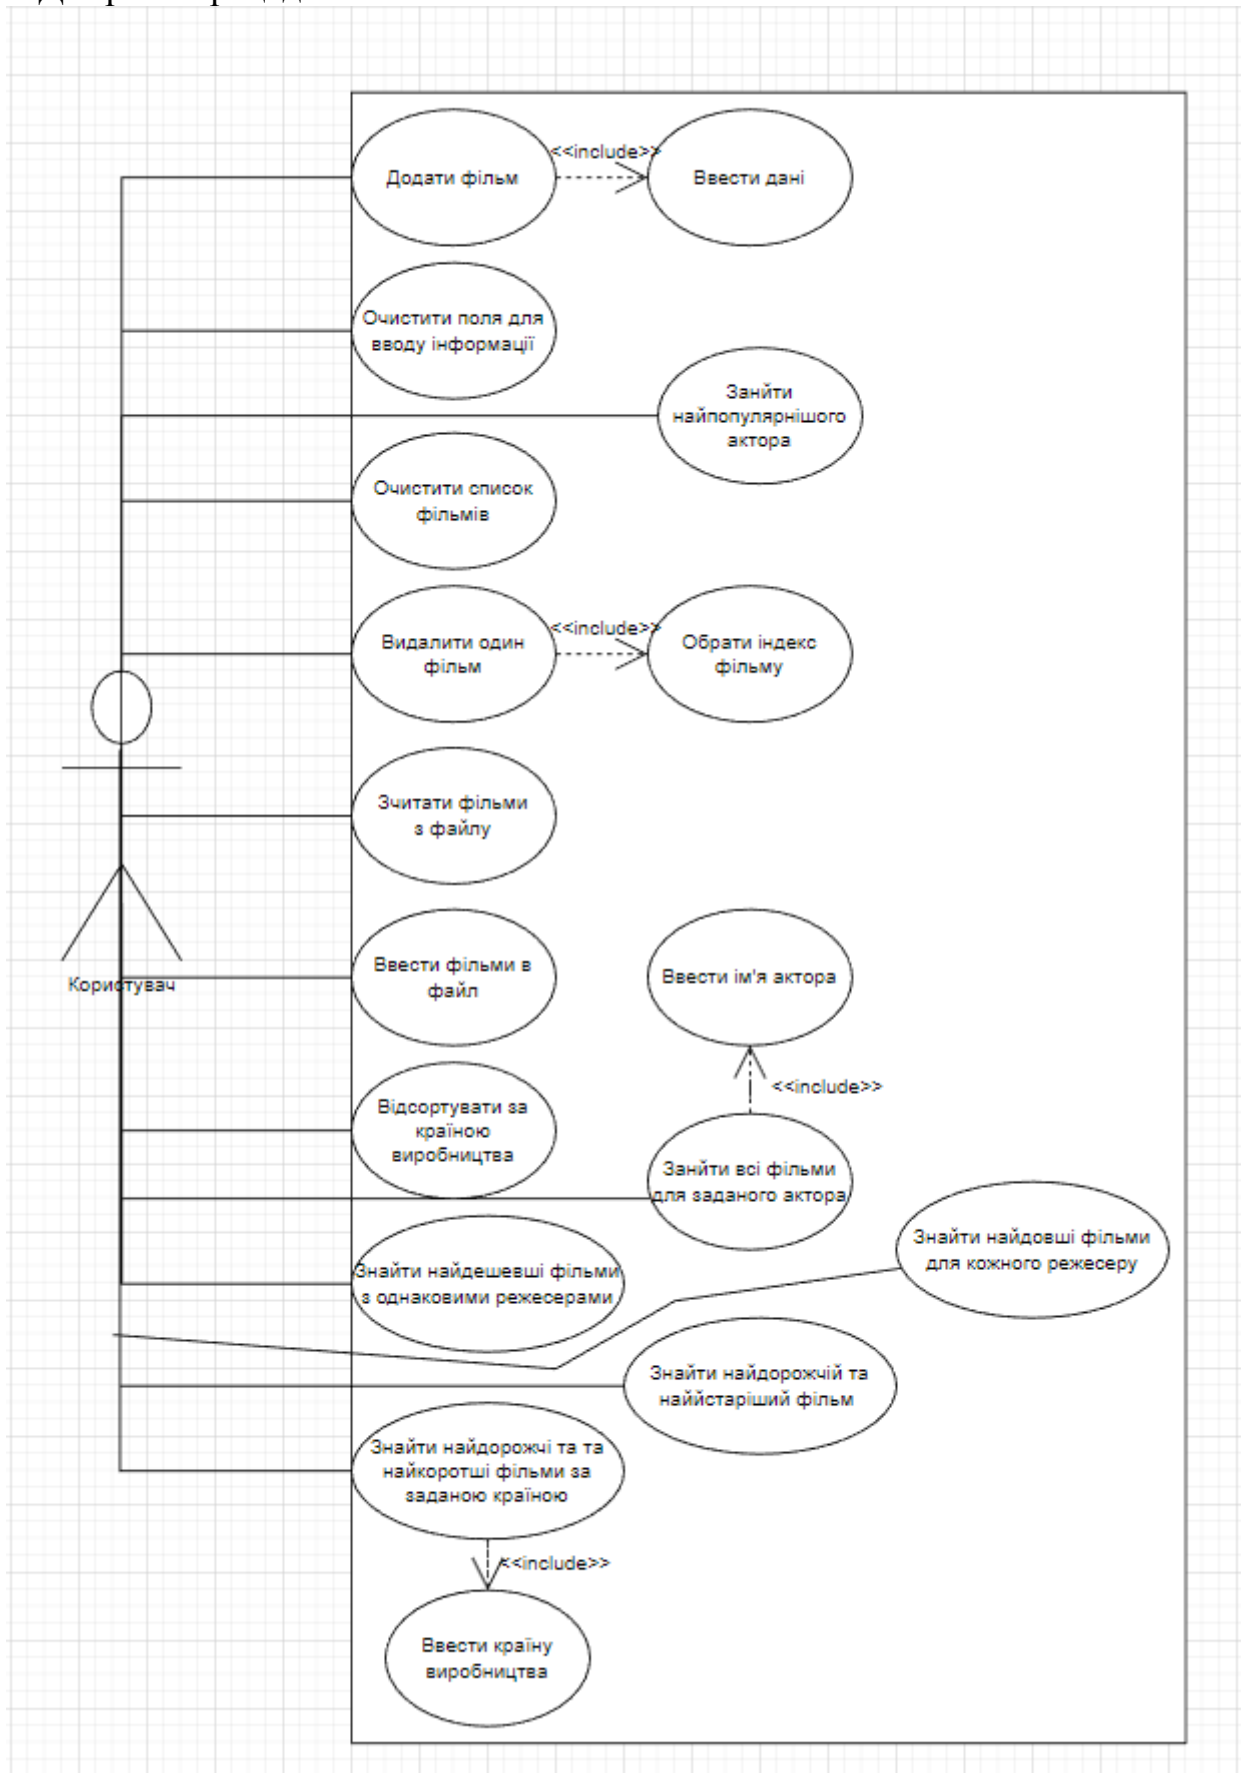 Додати фільм
<<include>>
Ввести дані
Очистити поля для
вводу інформації
Занйти
найпопулярнішого
актора
Очистити список
фільмів
Видалити один
фільм
<<include>>
Обрати індекс
фільму
Зчитати фільми
з файлу
Користувач
Ввести фільми в
файл
Ввести ім'я актора
<<include>>
Відсортувати за
країною
виробництва
Занйти всі фільми
для заданого актора
Знайти найдовші фільми
для кожного режесеру
Знайти найдешевші фільми
з однаковими режесерами
Знайти найдорожчій та
наййстаріший фільм
Знайти найдорожчі та та
найкоротші фільми за
заданою країною
<<include>>
Ввести країну
виробництва